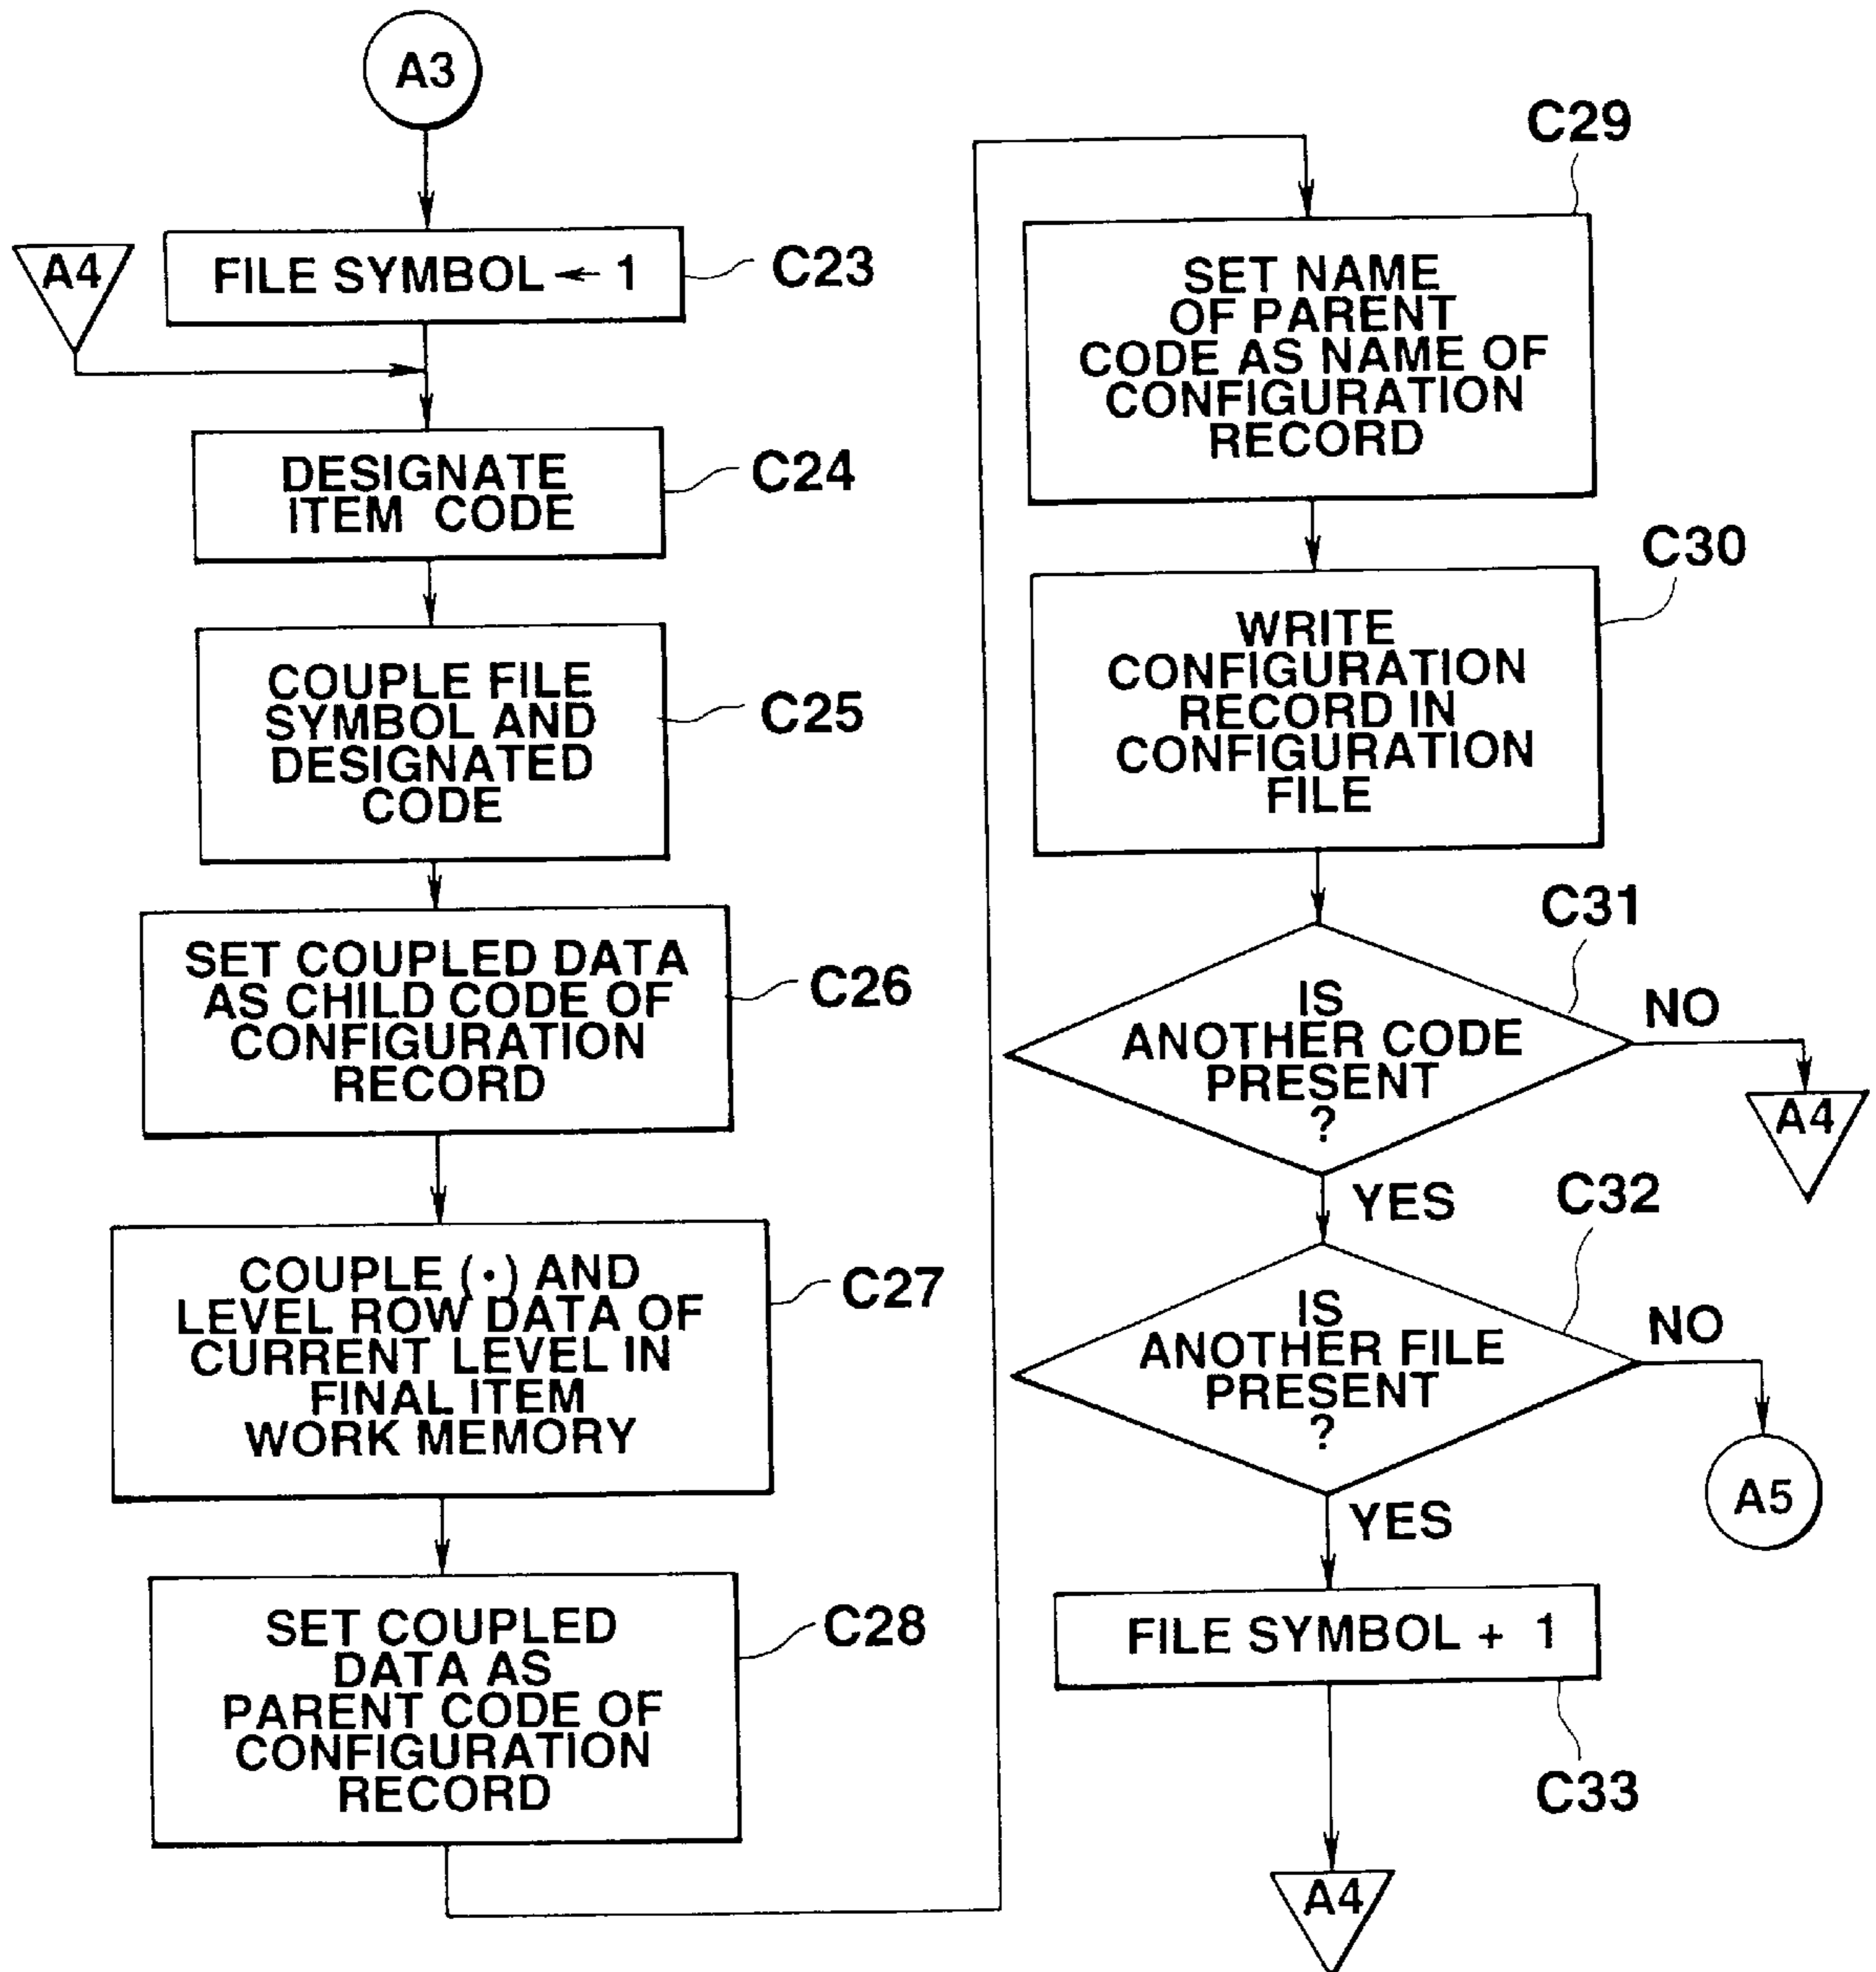 A3
A4
FILE SYMBOL ← 1
C23
DESIGNATE
ITEM CODE
C24
COUPLE FILE
SYMBOL AND
DESIGNATED
CODE
C25
SET COUPLED DATA
AS CHILD CODE OF
CONFIGURATION
RECORD
C26
COUPLE (·) AND
LEVEL ROW DATA OF
CURRENT LEVEL IN
FINAL ITEM
WORK MEMORY
C27
SET COUPLED
DATA AS
PARENT CODE OF
CONFIGURATION
RECORD
C28
C29
SET NAME
OF PARENT
CODE AS NAME OF
CONFIGURATION
RECORD
C30
WRITE
CONFIGURATION
RECORD IN
CONFIGURATION
FILE
C31
IS
ANOTHER CODE
PRESENT
?
NO
A4
YES
C32
IS
ANOTHER FILE
PRESENT
?
NO
A5
YES
FILE SYMBOL + 1
C33
A4